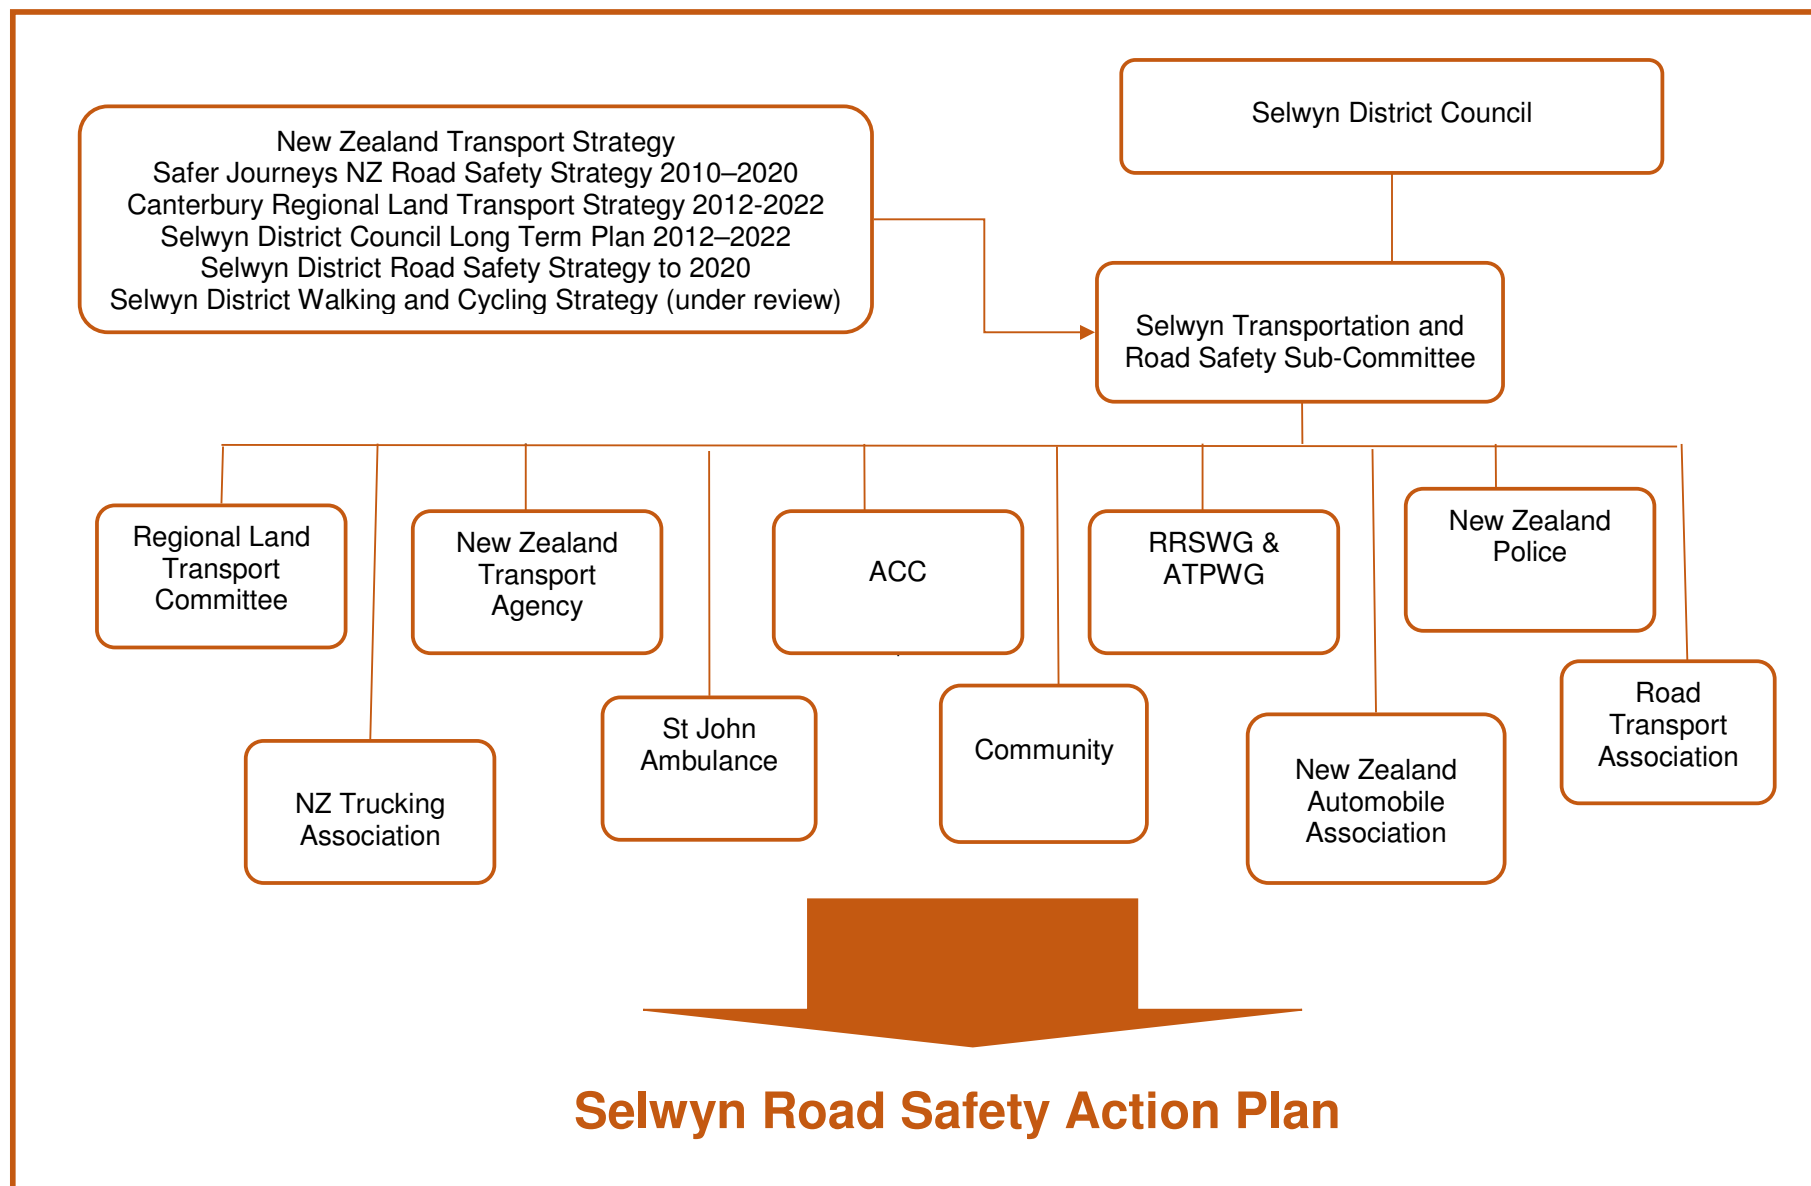 Selwyn District Council
New Zealand Transport Strategy
Safer Journeys NZ Road Safety Strategy 2010–2020
Canterbury Regional Land Transport Strategy 2012-2022
Selwyn District Council Long Term Plan 2012–2022
Selwyn District Road Safety Strategy to 2020
Selwyn District Walking and Cycling Strategy (under review)
Selwyn Transportation and
Road Safety Sub-Committee
Regional Land
Transport
Committee
New Zealand
Transport
Agency
ACC
RRSWG &
ATPWG
New Zealand
Police
NZ Trucking
Association
St John
Ambulance
Community
New Zealand
Automobile
Association
Road
Transport
Association
Selwyn Road Safety Action Plan